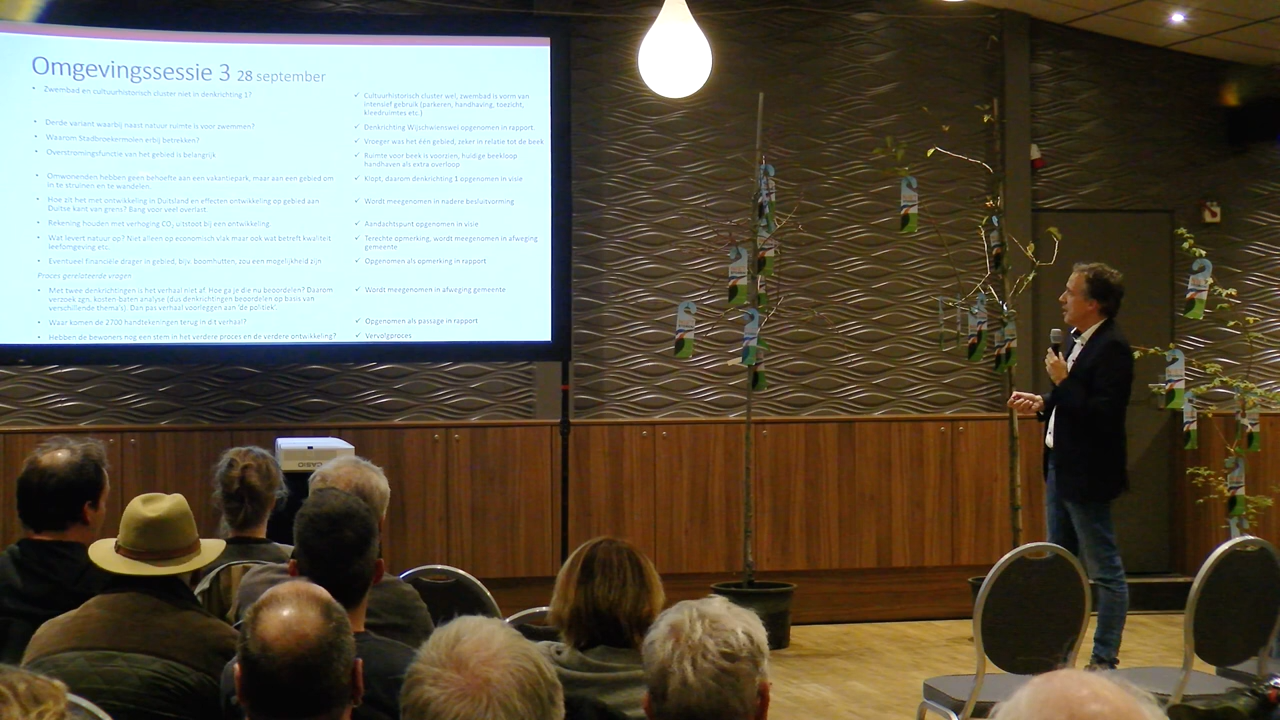 Omgevingssessie 3 28 september
• Zwembad en cultuurhistorisch cluster niet in denkrichting 1?
✓ Cultuurhistorisch cluster wel, zwembad is vorm van
intensief gebruik (parkeren, handhaving, toezicht,
kleedruimtes etc.)
• Derde variant waarbij naast natuur ruimte is voor zwemmen?
✓ Denkrichting Wijschwienswei opgenomen in rapport.
• Waarom Stadbroekermolen erbij betrekken?
✓ Vroeger was het één gebied, zeker in relatie tot de beek
• Overstromingsfunctie van het gebied is belangrijk
✓ Ruimte voor beek is voorzien, huidige beekloop
handhaven als extra overloop
• Omwonenden hebben geen behoefte aan een vakantiepark, maar aan een gebied om
in te struinen en te wandelen.
✓ Klopt, daarom denkrichting 1 opgenomen in visie
• Hoe zit het met ontwikkeling in Duitsland en effecten ontwikkeling op gebied aan
Duitse kant van grens? Bang voor veel overlast.
✓ Wordt meegenomen in nadere besluitvorming
• Rekening houden met verhoging CO₂ uitstoot bij een ontwikkeling
✓ Aandachtspunt opgenomen in visie
• Wat levert natuur op? Niet alleen op economisch vlak maar ook wat betreft kwaliteit
leefomgeving etc.
✓ Terechte opmerking, wordt meegenomen in afweging
gemeente
• Eventueel financiële drager in gebied, bijv. boomhutten, zou een mogelijkheid zijn
✓ Opgenomen als opmerking in rapport
Proces gerelateerde vragen
• Met twee denkrichtingen is het verhaal niet af. Hoe ga je die nu beoordelen? Daarom
verzoek zgn. kosten-baten analyse (dus denkrichtingen beoordelen op basis van
verschillende thema's). Dan pas verhaal voorleggen aan 'de politiek'.
✓ Wordt meegenomen in afweging gemeente
• Waar komen de 2700 handtekeningen terug in dit verhaal?
✓ Opgenomen als passage in rapport
• Hebben de bewoners nog een stem in het verdere proces en de verdere ontwikkeling?
✓ Vervolgproces
CASIO